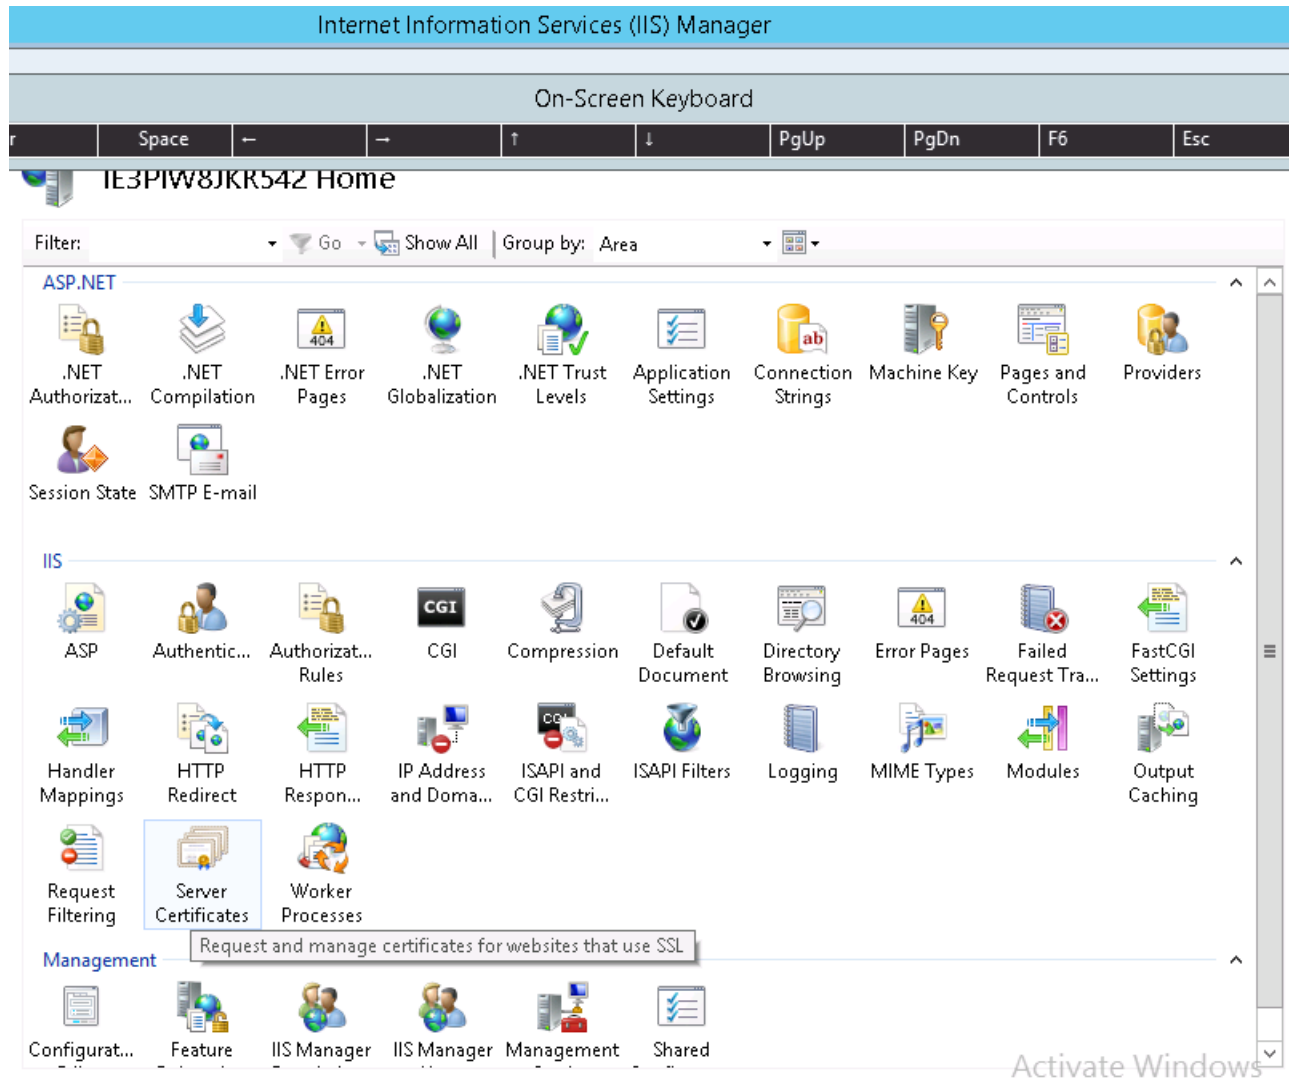 Internet Information Services (IIS) Manager
On-Screen Keyboard
r Space ← → ↑ ↓ PgUp PgDn F6 Esc
IE3PIW8JKR542 Home
Filter: Go Show All Group by: Area
ASP.NET
.NET .NET .NET Error .NET .NET Trust Application Connection Machine Key Pages and Providers
Authorizat... Compilation Pages Globalization Levels Settings Strings Controls
Session State SMTP E-mail
IIS
ASP Authentic... Authorizat... CGI Compression Default Directory Error Pages Failed FastCGI
Rules Document Browsing Request Tra... Settings
Handler HTTP HTTP IP Address ISAPI and ISAPI Filters Logging MIME Types Modules Output
Mappings Redirect Respon... and Doma... CGI Restri... Caching
Request Server Worker
Filtering Certificates Processes
Request and manage certificates for websites that use SSL
Management
Configurat... Feature IIS Manager IIS Manager Management Shared
Activate Windows